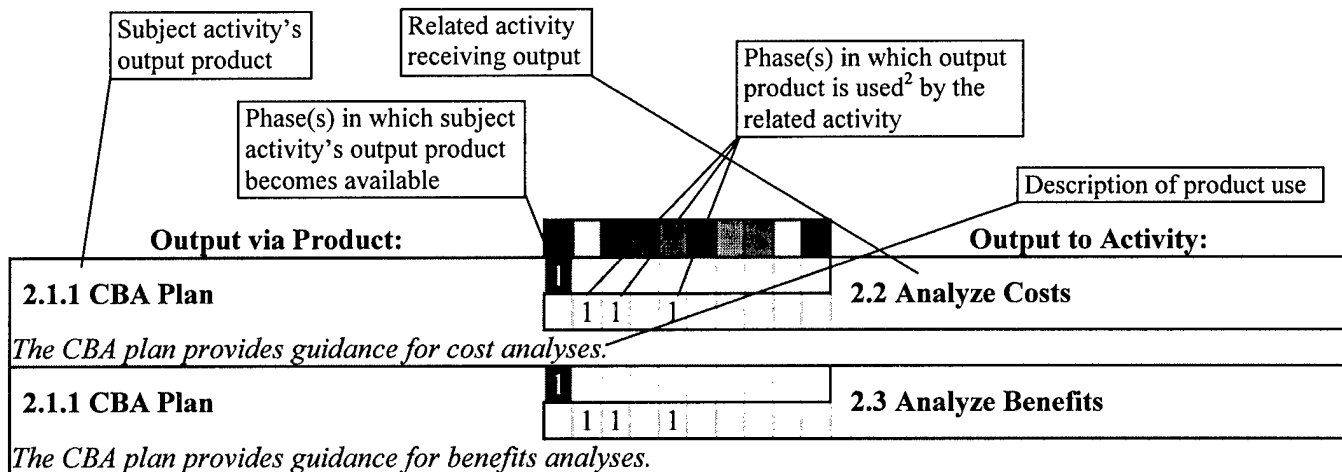 Subject activity's
output product
Related activity
receiving output
Phase(s) in which output
product is used² by the
related activity
Phase(s) in which subject
activity's output product
becomes available
Description of product use
Output via Product:
Output to Activity:
1
2.1.1 CBA Plan
2.2 Analyze Costs
1 1 1
The CBA plan provides guidance for cost analyses.
1
2.1.1 CBA Plan
2.3 Analyze Benefits
1 1 1
The CBA plan provides guidance for benefits analyses.